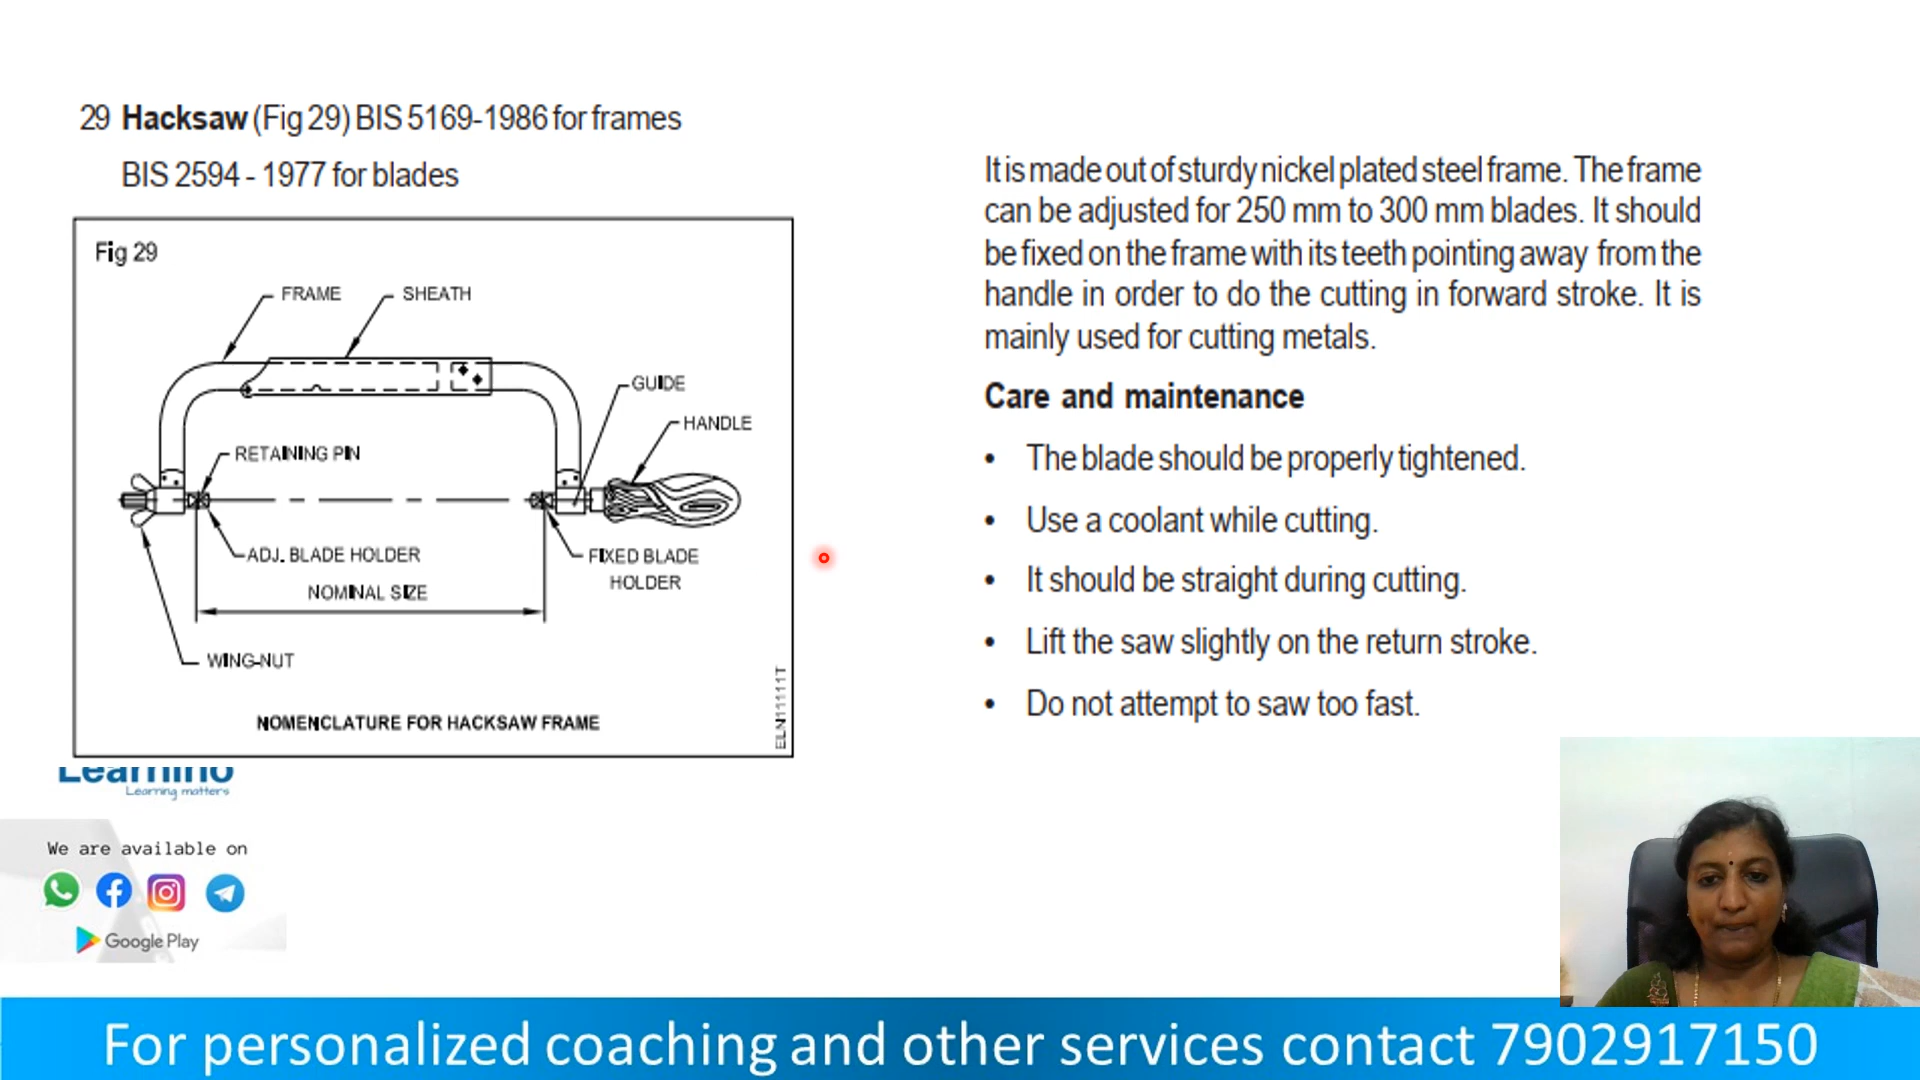 29 Hacksaw (Fig 29) BIS 5169-1986 for frames
BIS 2594 - 1977 for blades
Fig 29
FRAME
SHEATH
GUIDE
HANDLE
RETAINING PIN
ADJ. BLADE HOLDER
FIXED BLADE
HOLDER
NOMINAL SIZE
WING-NUT
NOMENCLATURE FOR HACKSAW FRAME
ELN11111T
It is made out of sturdy nickel plated steel frame. The frame
can be adjusted for 250 mm to 300 mm blades. It should
be fixed on the frame with its teeth pointing away from the
handle in order to do the cutting in forward stroke. It is
mainly used for cutting metals.
Care and maintenance
• The blade should be properly tightened.
• Use a coolant while cutting.
• It should be straight during cutting.
• Lift the saw slightly on the return stroke.
• Do not attempt to saw too fast.
Learning matters
We are available on
Google Play
For personalized coaching and other services contact 7902917150